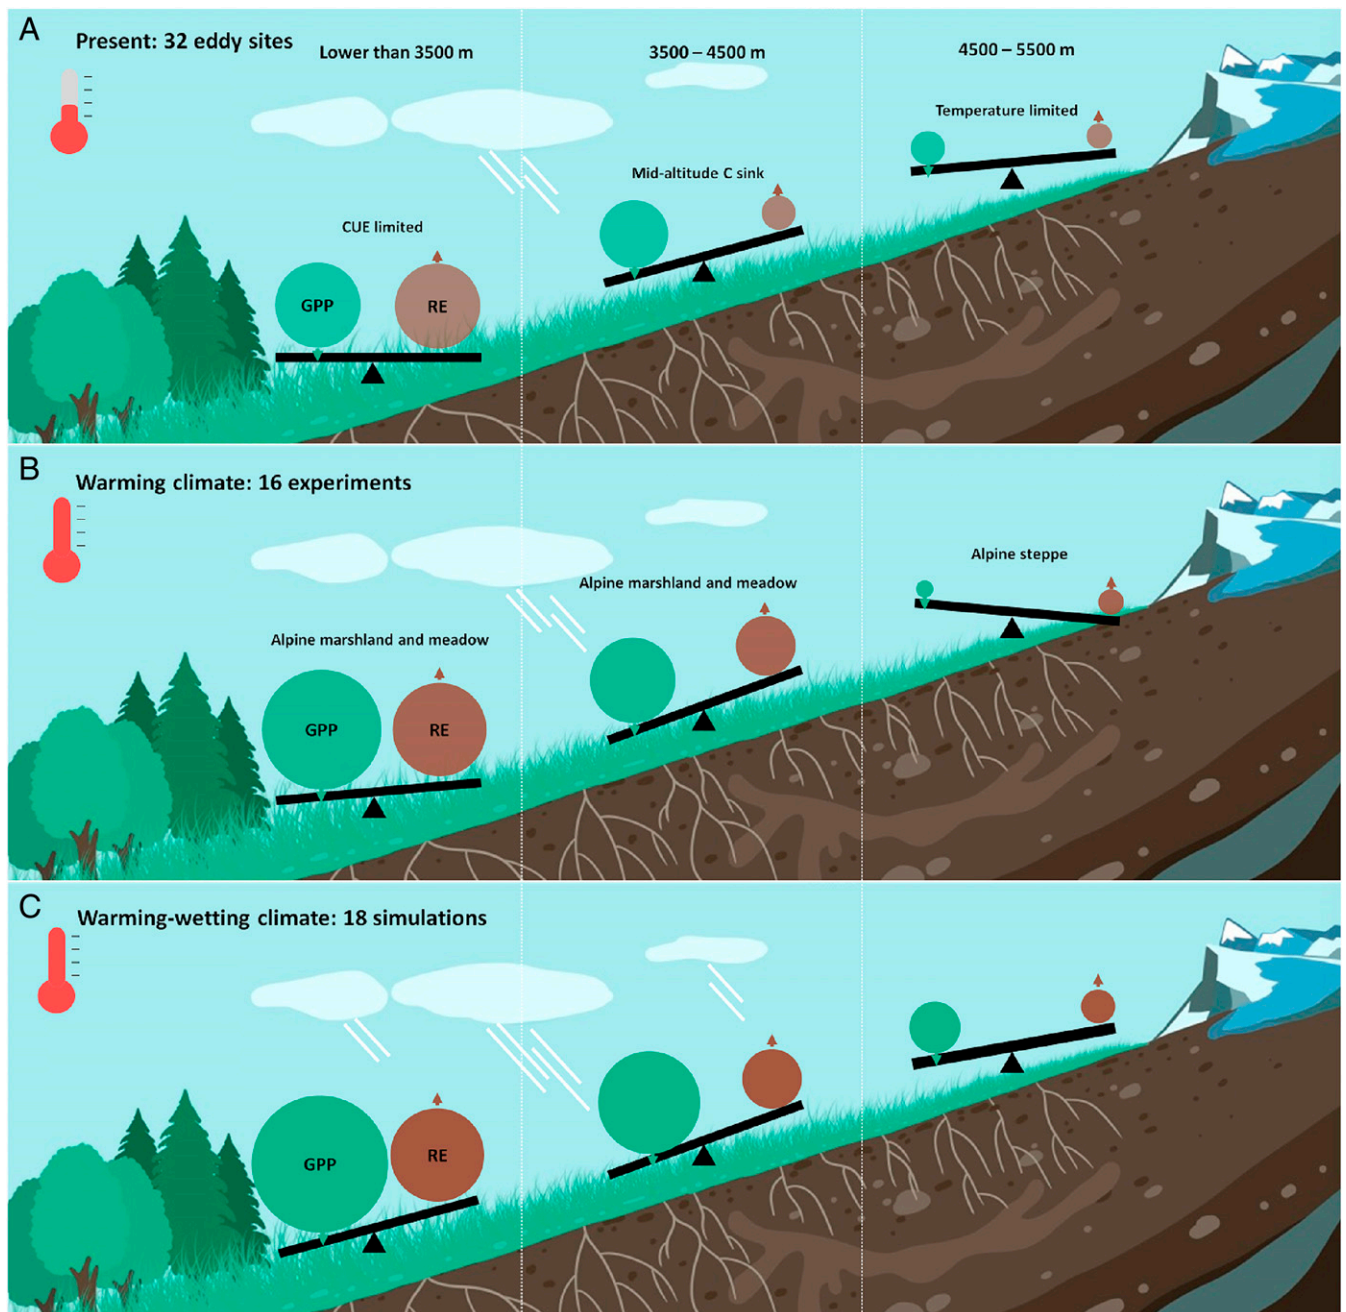 A
Present: 32 eddy sites
Lower than 3500 m
3500 – 4500 m
4500 – 5500 m
Temperature limited
Mid-altitude C sink
CUE limited
GPP
RE
B
Warming climate: 16 experiments
Alpine steppe
Alpine marshland and meadow
Alpine marshland and meadow
GPP
RE
C
Warming-wetting climate: 18 simulations
GPP
RE